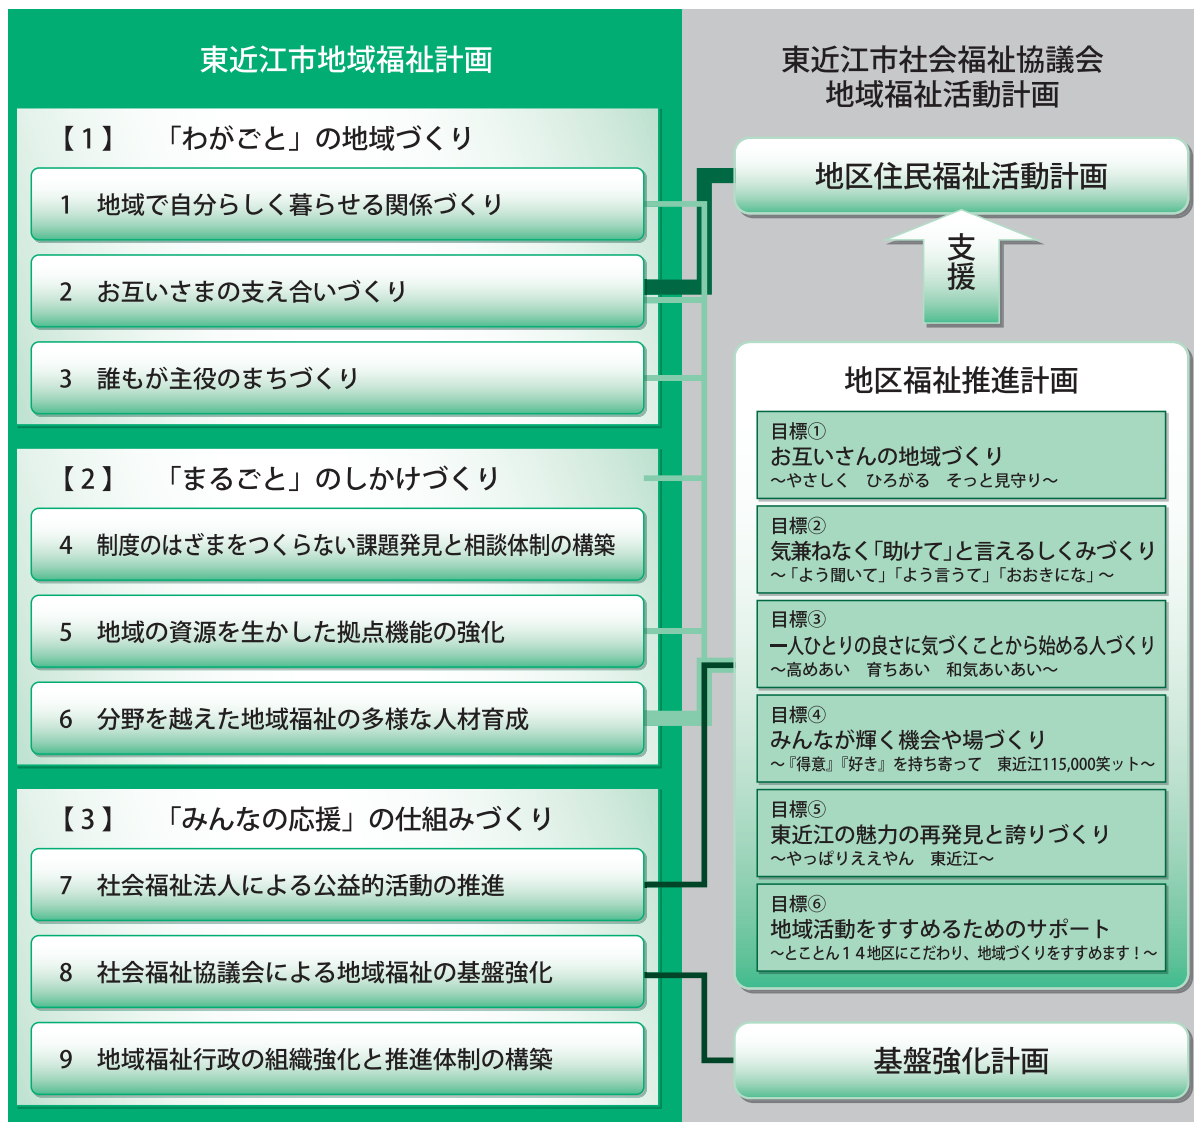 東近江市地域福祉計画
【1】　「わがごと」の地域づくり
1　地域で自分らしく暮らせる関係づくり
2　お互いさまの支え合いづくり
3　誰もが主役のまちづくり
【2】　「まるごと」のしかけづくり
4　制度のはざまをつくらない課題発見と相談体制の構築
5　地域の資源を生かした拠点機能の強化
6　分野を越えた地域福祉の多様な人材育成
【3】　「みんなの応援」の仕組みづくり
7　社会福祉法人による公益的活動の推進
8　社会福祉協議会による地域福祉の基盤強化
9　地域福祉行政の組織強化と推進体制の構築
東近江市社会福祉協議会
地域福祉活動計画
地区住民福祉活動計画
支
援
地区福祉推進計画
目標①
お互いさんの地域づくり
～やさしく　ひろがる　そっと見守り～
目標②
気兼ねなく「助けて」と言えるしくみづくり
～「よう聞いて」「よう言うて」「おおきにな」～
目標③
一人ひとりの良さに気づくことから始める人づくり
～高めあい　育ちあい　和気あいあい～
目標④
みんなが輝く機会や場づくり
～『得意』『好き』を持ち寄って　東近江115,000笑ット～
目標⑤
東近江の魅力の再発見と誇りづくり
～やっぱりええやん　東近江～
目標⑥
地域活動をすすめるためのサポート
～とことん１４地区にこだわり、地域づくりをすすめます！～
基盤強化計画